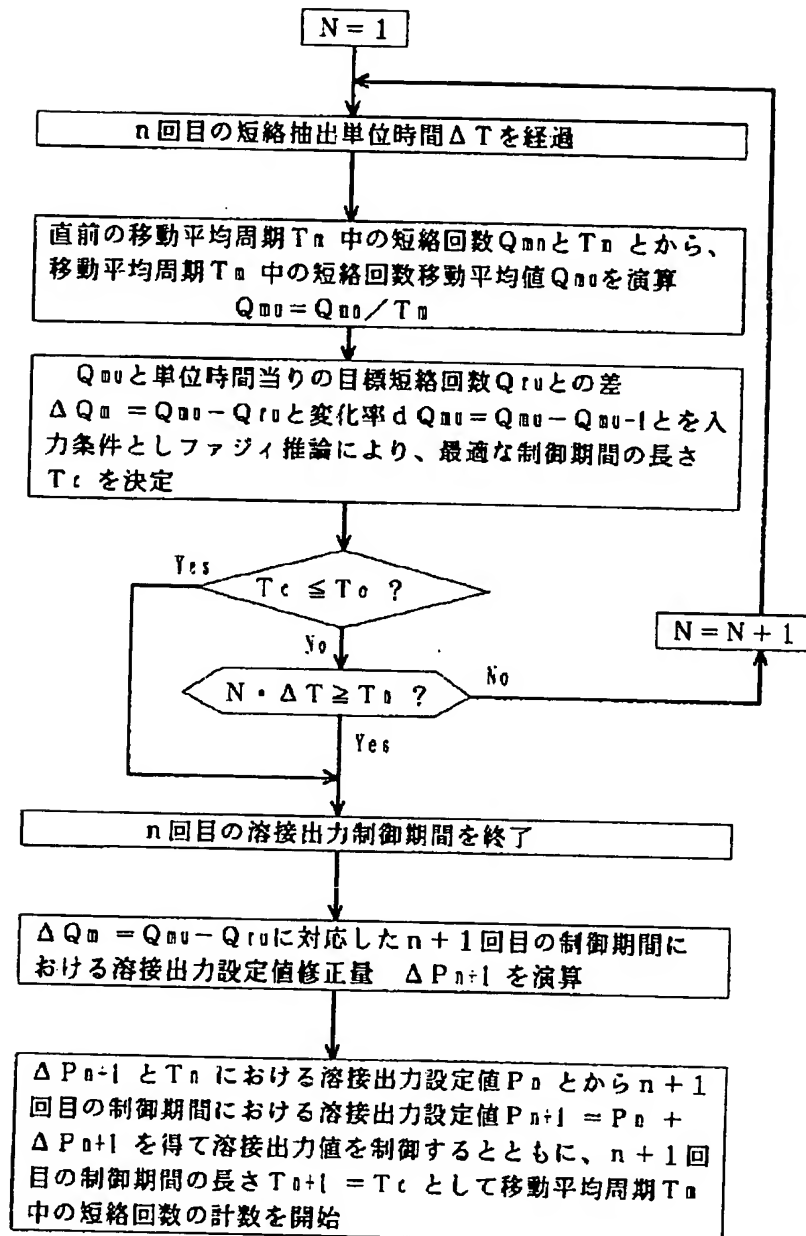 N = 1
n回目の短絡抽出単位時間ΔTを経過
直前の移動平均周期Tm 中の短絡回数QmnとTm とから、
移動平均周期Tm 中の短絡回数移動平均値Qmuを演算
Qmu = Qmn / Tm
Qmuと単位時間当りの目標短絡回数Qruとの差
ΔQm = Qmu − Qruと変化率dQmu = Qmu − Qmu-1とを入
力条件としファジィ推論により、最適な制御期間の長さ
Tc を決定
Yes
Tc ≦ To ?
No
N = N + 1
N・ΔT ≧ Tn ?
No
Yes
n回目の溶接出力制御期間を終了
ΔQm = Qmu − Qruに対応したn+1回目の制御期間に
おける溶接出力設定値修正量 ΔPn+1 を演算
ΔPn+1 とTn における溶接出力設定値Pn とからn+1
回目の制御期間における溶接出力設定値Pn+1 = Pn +
ΔPn+1 を得て溶接出力値を制御するとともに、n+1回
目の制御期間の長さTn+1 = Tc として移動平均周期Tm
中の短絡回数の計数を開始